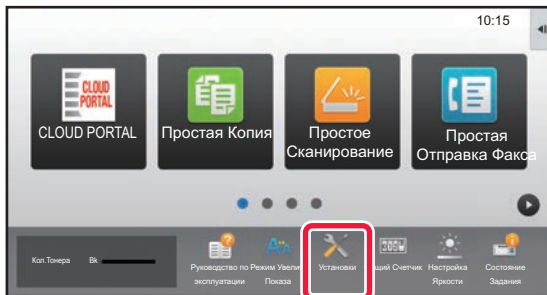 10:15
CLOUD
PORTAL
CLOUD PORTAL
Простая Копия
Простое
Сканирование
Простая
Отправка Факса
Кол.Тонера Bk
Руководство по
эксплуатации
Режим Увели
Показа
Установки
щий Счетчик
Настройка
Яркости
Состояние
Задания